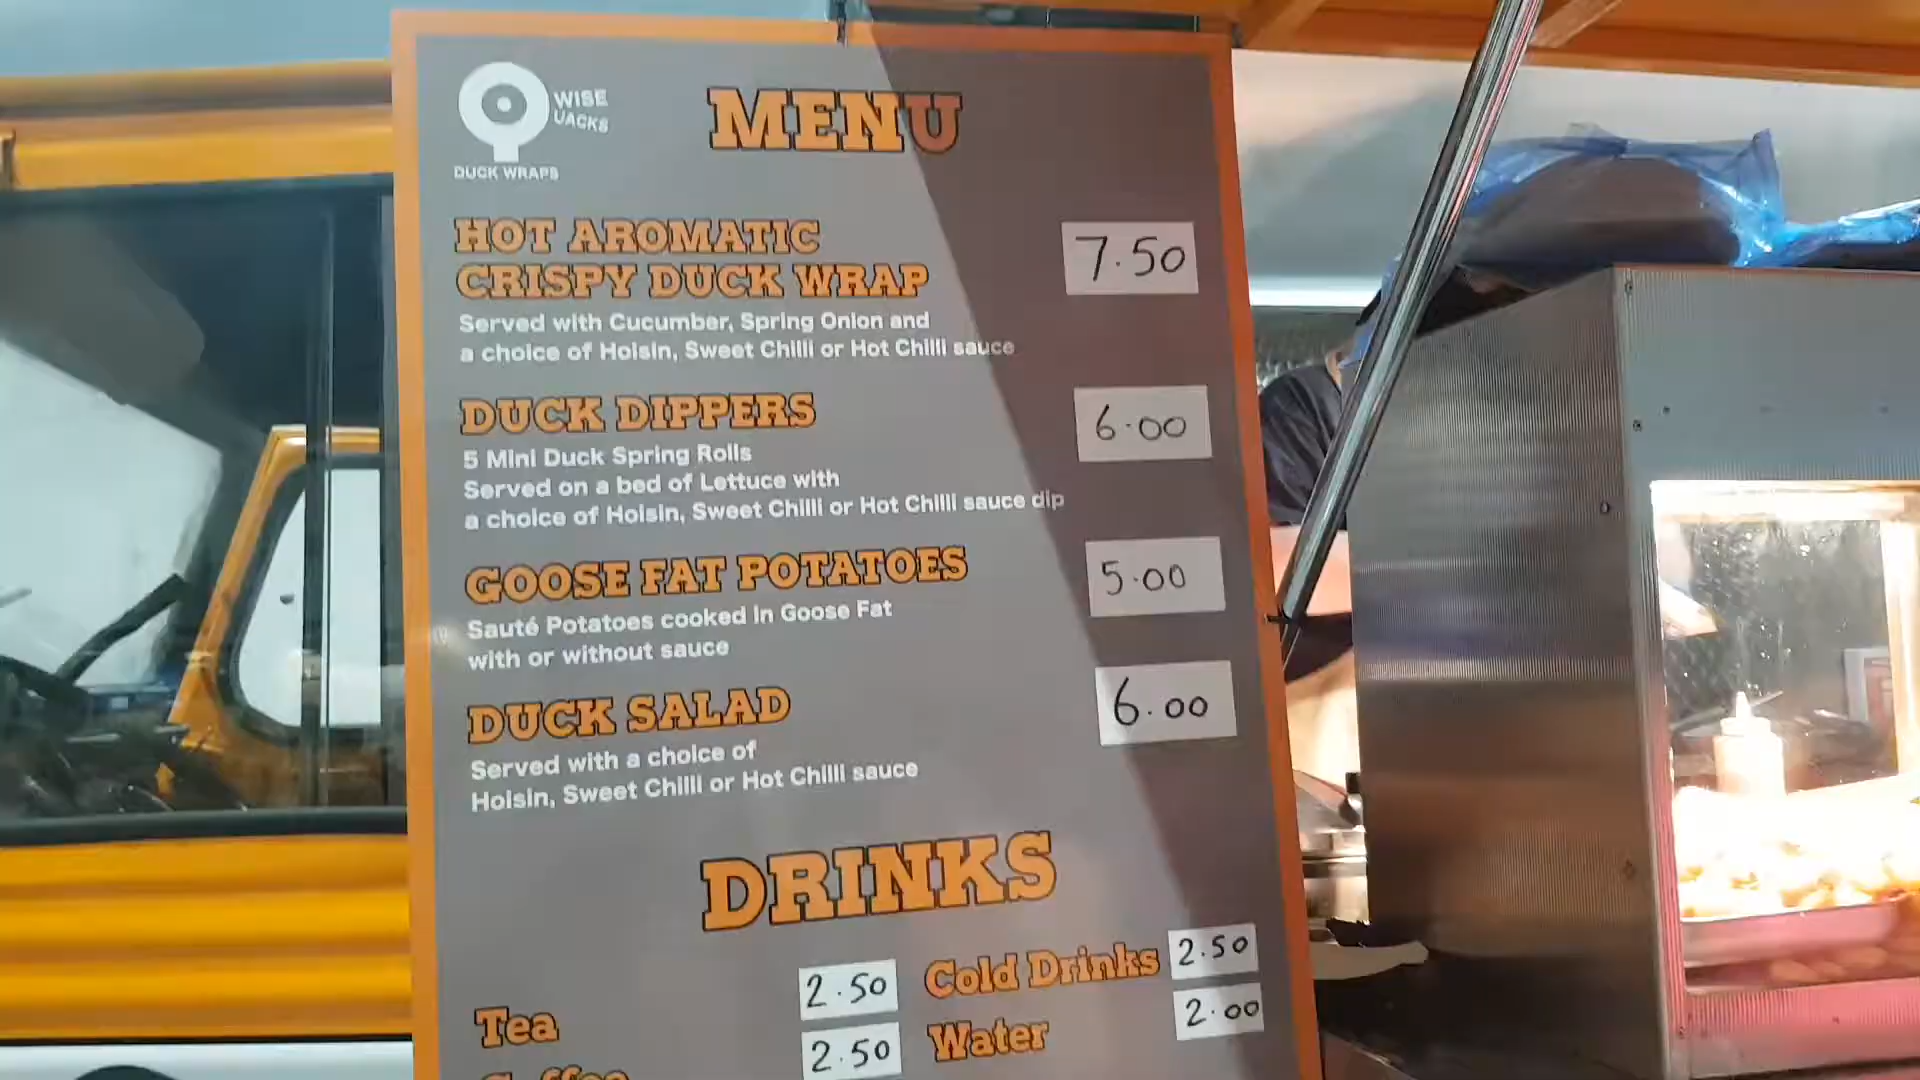 WISE
UACKS
DUCK WRAPS
MENU
HOT AROMATIC
CRISPY DUCK WRAP
7.50
Served with Cucumber, Spring Onion and
a choice of Hoisin, Sweet Chilli or Hot Chilli sauce
DUCK DIPPERS
6.00
5 Mini Duck Spring Rolls
Served on a bed of Lettuce with
a choice of Hoisin, Sweet Chilli or Hot Chilli sauce dip
GOOSE FAT POTATOES
5.00
Sauté Potatoes cooked in Goose Fat
with or without sauce
DUCK SALAD
6.00
Served with a choice of
Hoisin, Sweet Chilli or Hot Chilli sauce
DRINKS
Tea 2.50
Cold Drinks 2.50
Coffee 2.50
Water 2.00